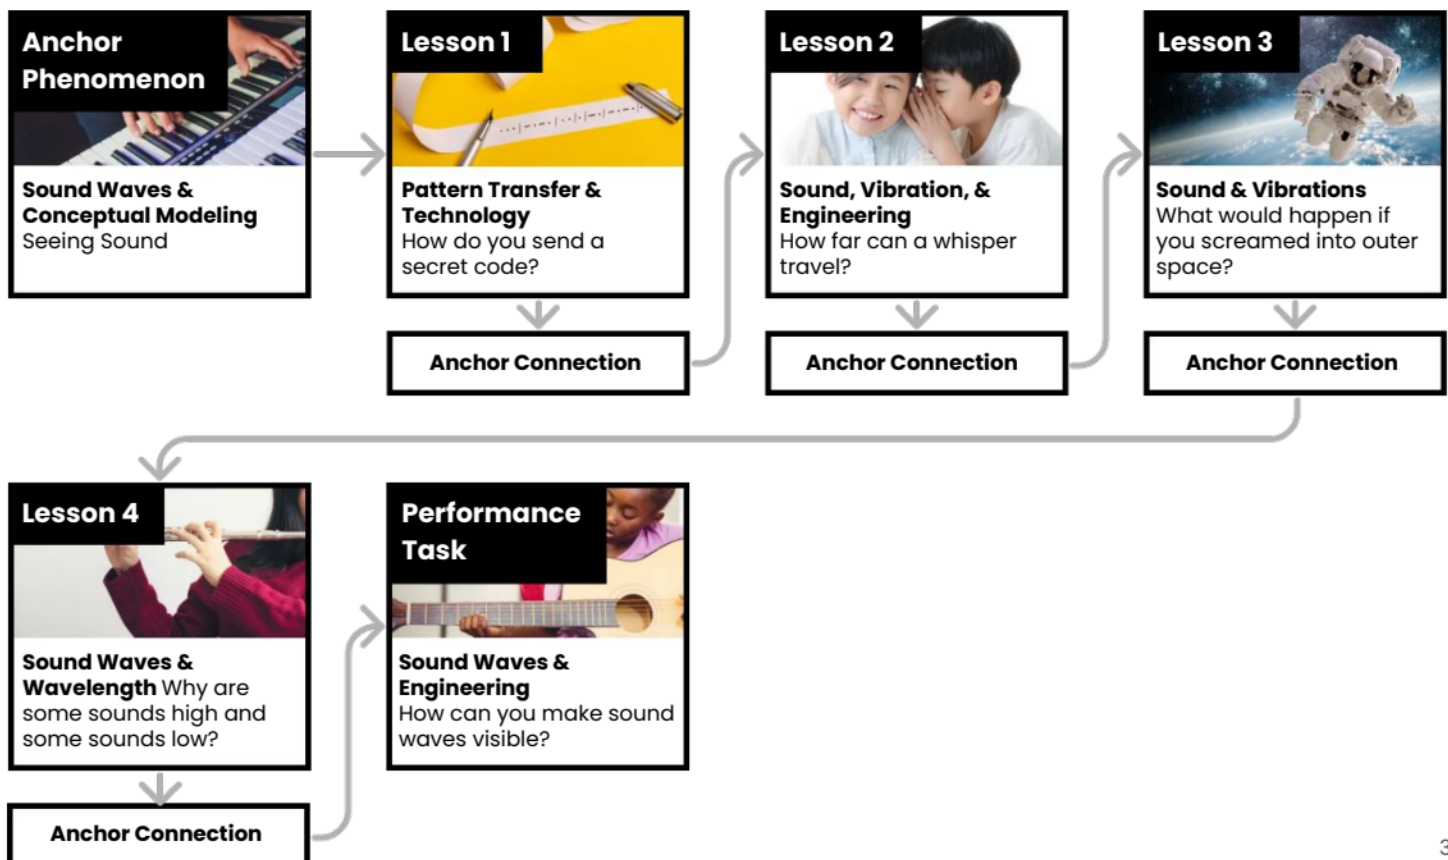 Anchor
Phenomenon
Sound Waves &
Conceptual Modeling
Seeing Sound
Lesson 1
Pattern Transfer &
Technology
How do you send a
secret code?
Anchor Connection
Lesson 2
Sound, Vibration, &
Engineering
How far can a whisper
travel?
Anchor Connection
Lesson 3
Sound & Vibrations
What would happen if
you screamed into outer
space?
Anchor Connection
Lesson 4
Sound Waves &
Wavelength Why are
some sounds high and
some sounds low?
Anchor Connection
Performance
Task
Sound Waves &
Engineering
How can you make sound
waves visible?
3